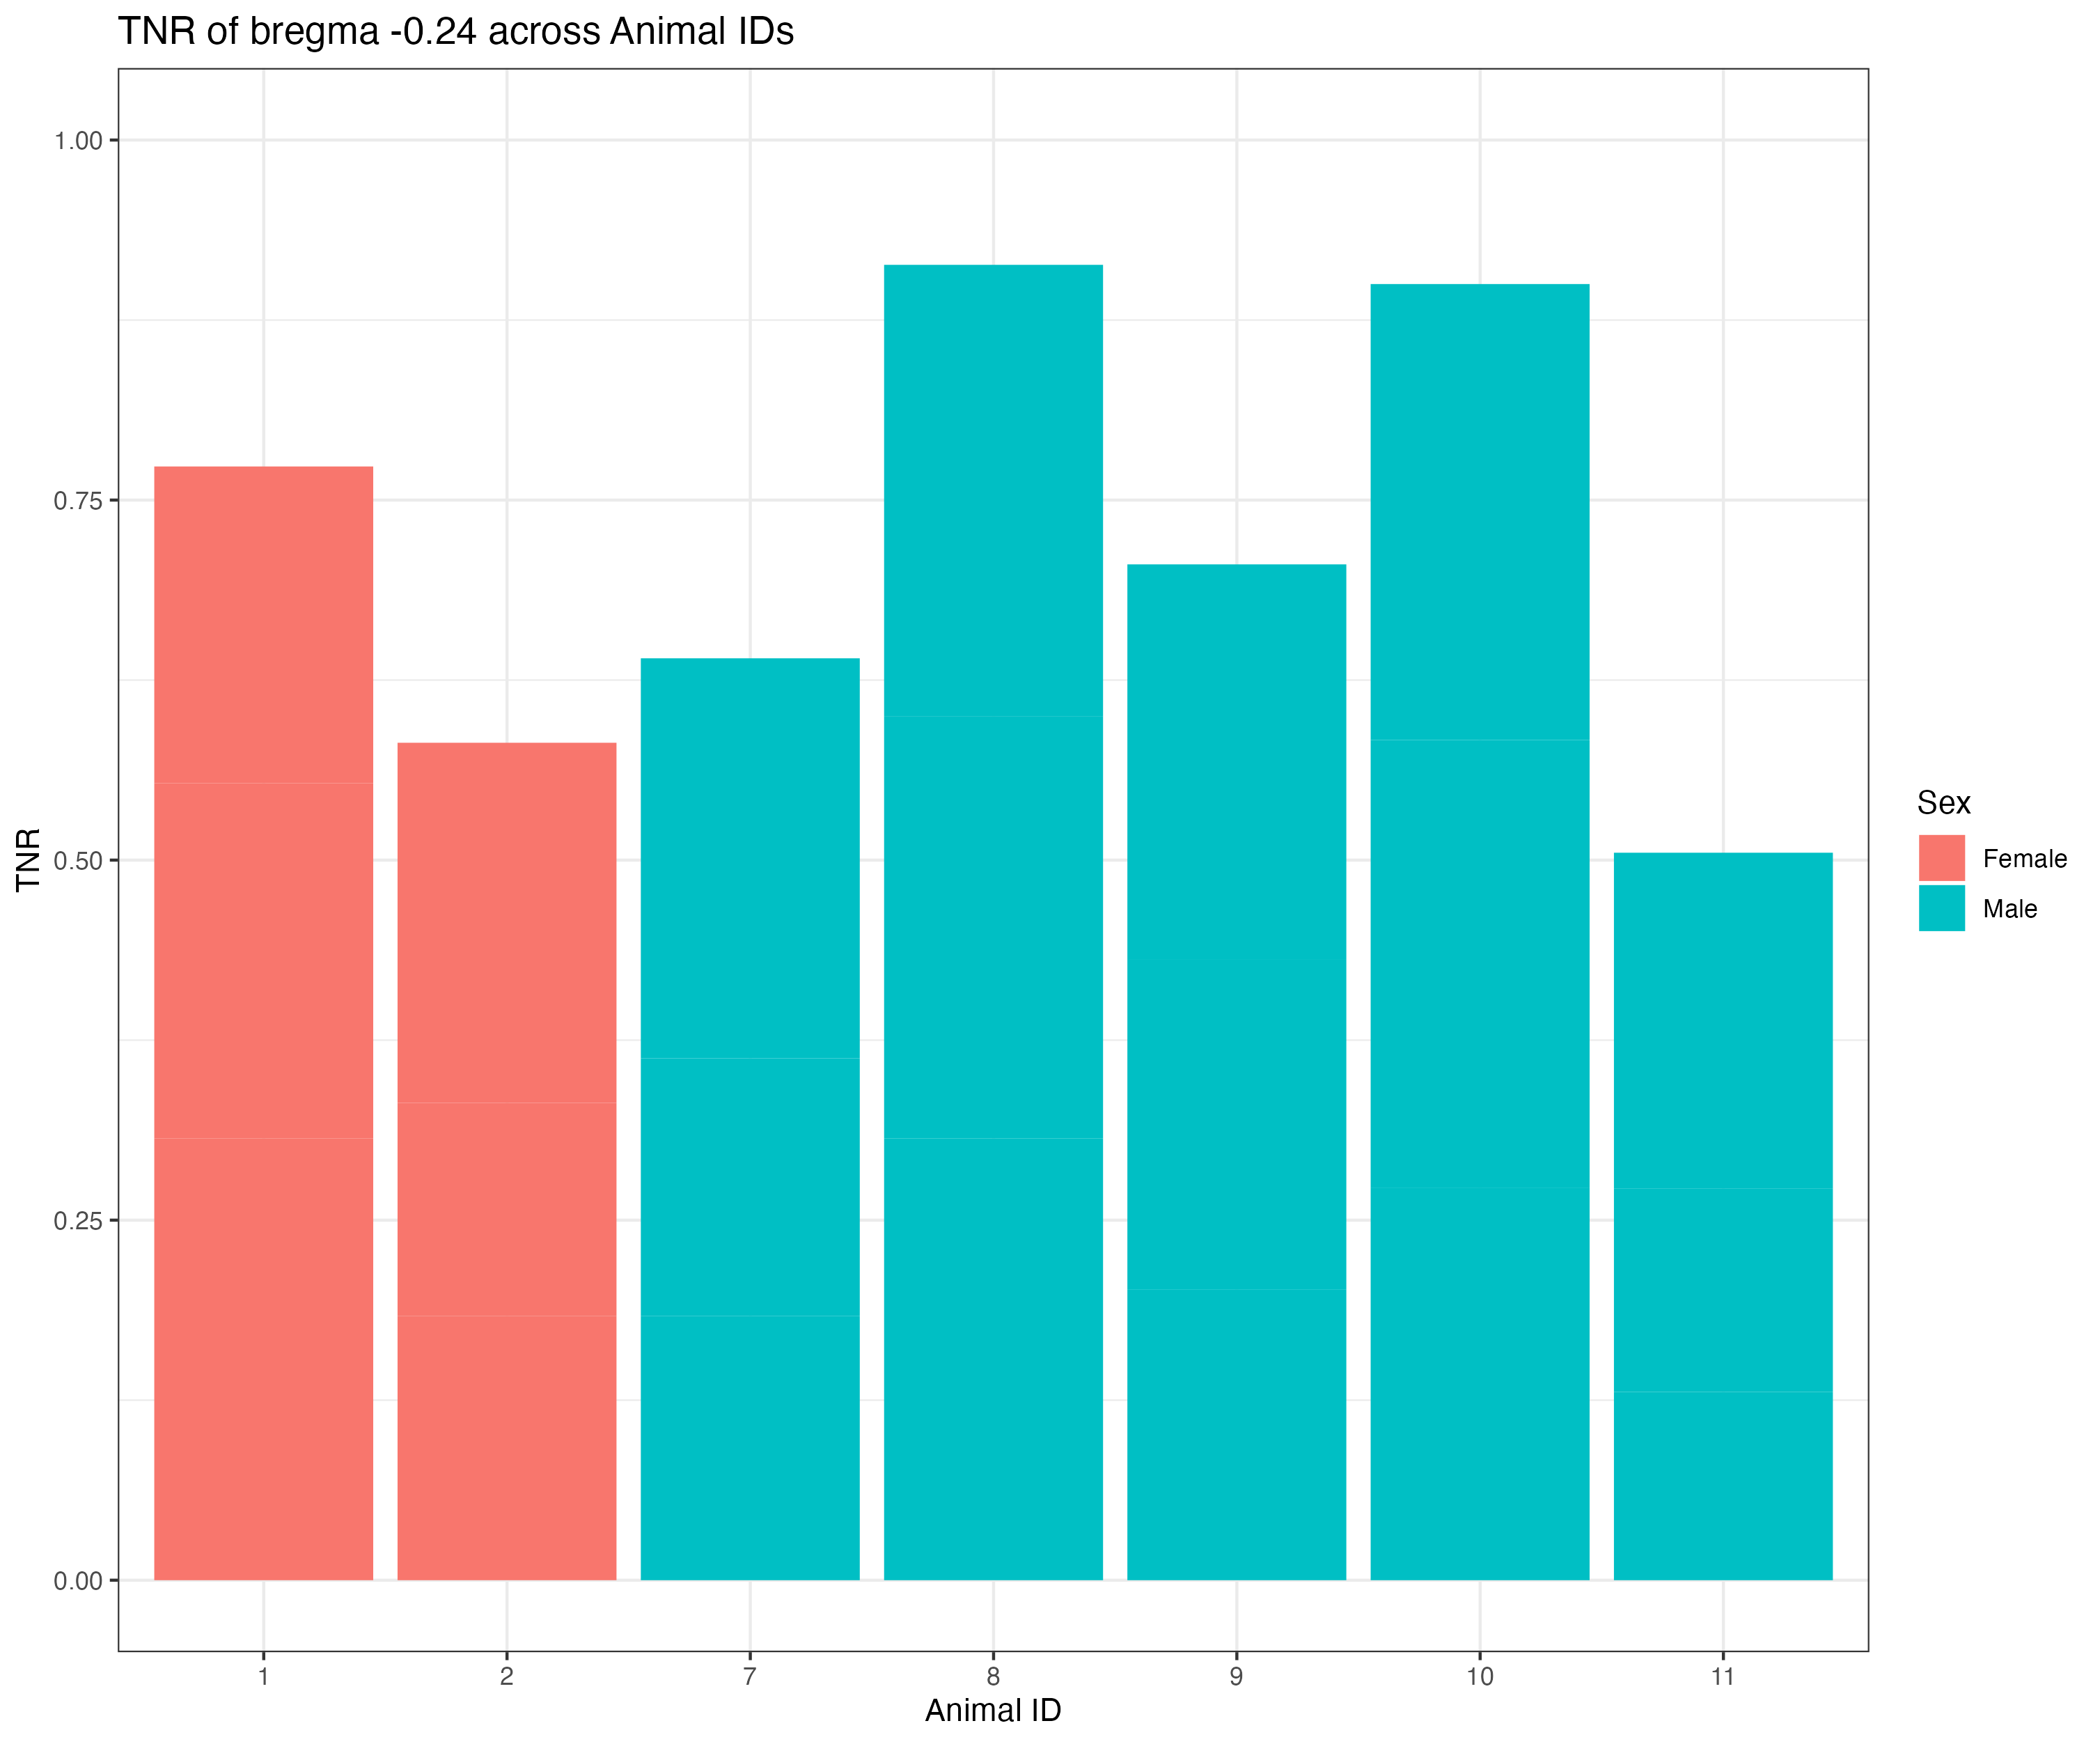 TNR of bregma -0.24 across Animal IDs
1.00
0.75
0.50
0.25
0.00
TNR
1 2 7 8 9 10 11
Animal ID
Sex
Female
Male